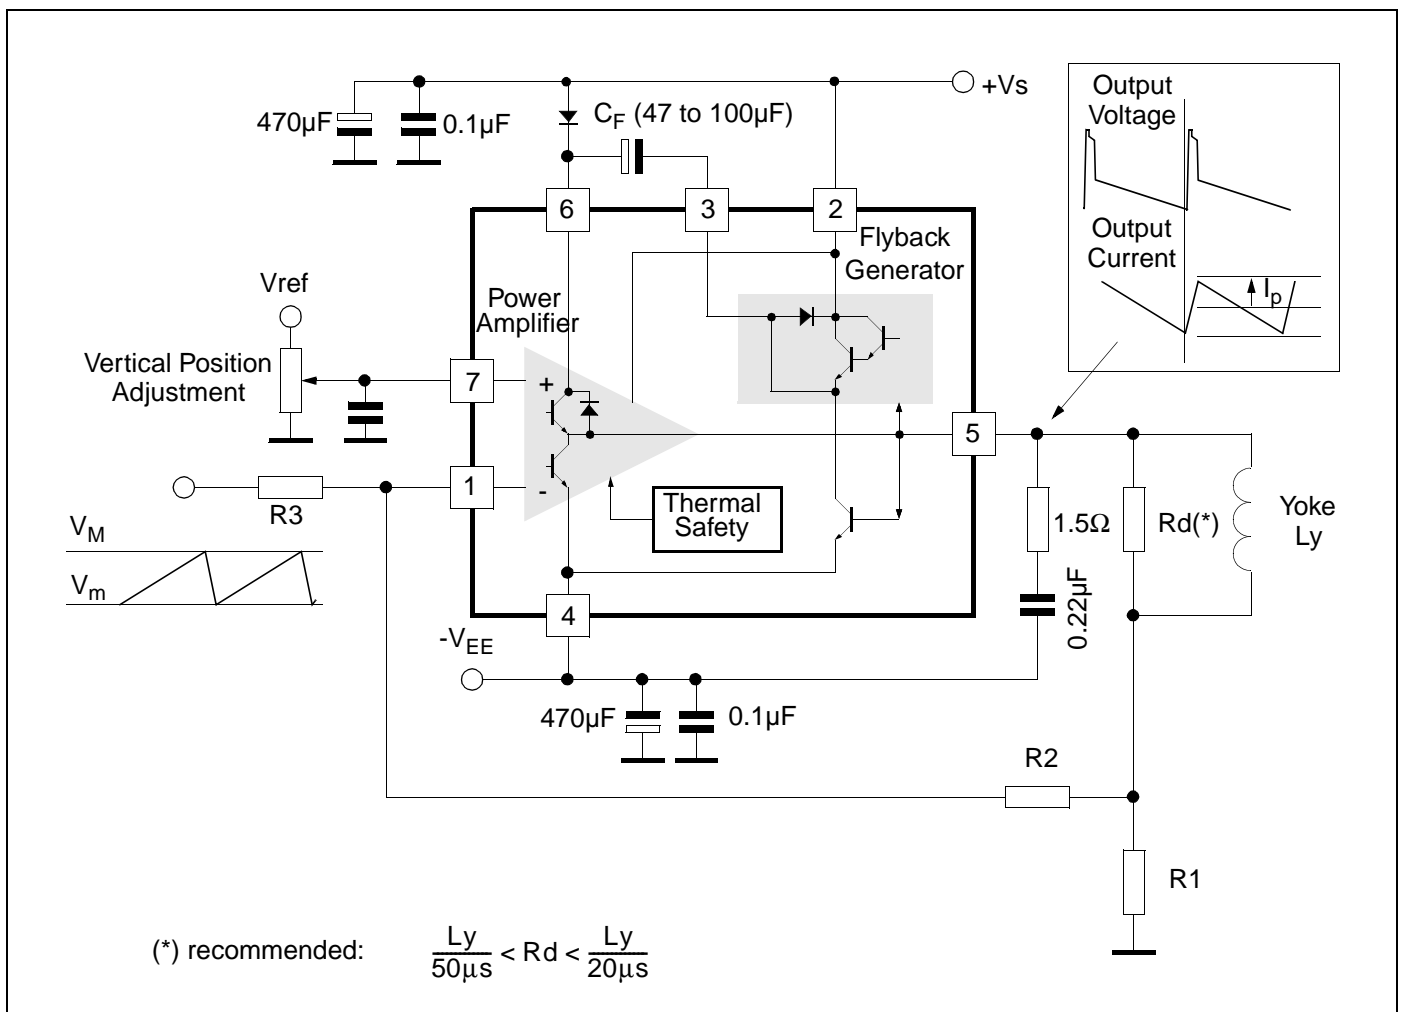 +Vs
470µF
0.1µF
C_F (47 to 100µF)
Output
Voltage
6
3
2
Flyback
Generator
Output
Current
I_p
Vref
Power
Amplifier
Vertical Position
Adjustment
7
+
5
1
-
R3
Thermal
Safety
1.5Ω
Rd(*)
Yoke
Ly
V_M
V_m
4
0.22µF
-V_EE
470µF
0.1µF
R2
R1
(*) recommended:
Ly/50µs < Rd < Ly/20µs